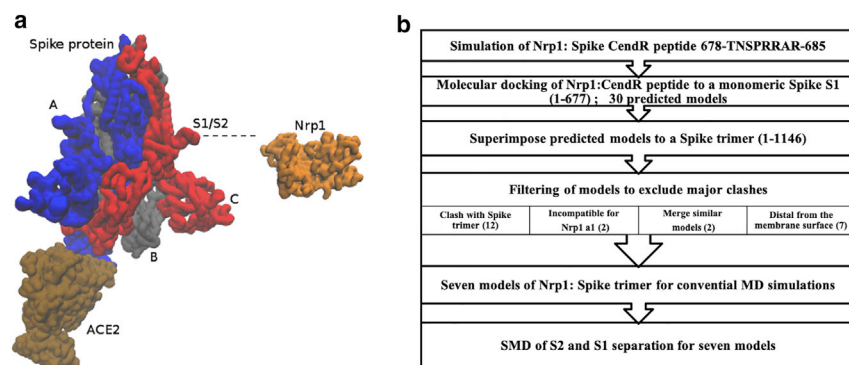 a
Spike protein
A
S1/S2
Nrp1
C
B
ACE2
b
Simulation of Nrp1: Spike CendR peptide 678-TNSPRRAR-685
Molecular docking of Nrp1:CendR peptide to a monomeric Spike S1
(1-677) ; 30 predicted models
Superimpose predicted models to a Spike trimer (1-1146)
Filtering of models to exclude major clashes
Clash with Spike
trimer (12)
Incompatible for
Nrp1 a1 (2)
Merge similar
models (2)
Distal from the
membrane surface (7)
Seven models of Nrp1: Spike trimer for convential MD simulations
SMD of S2 and S1 separation for seven models